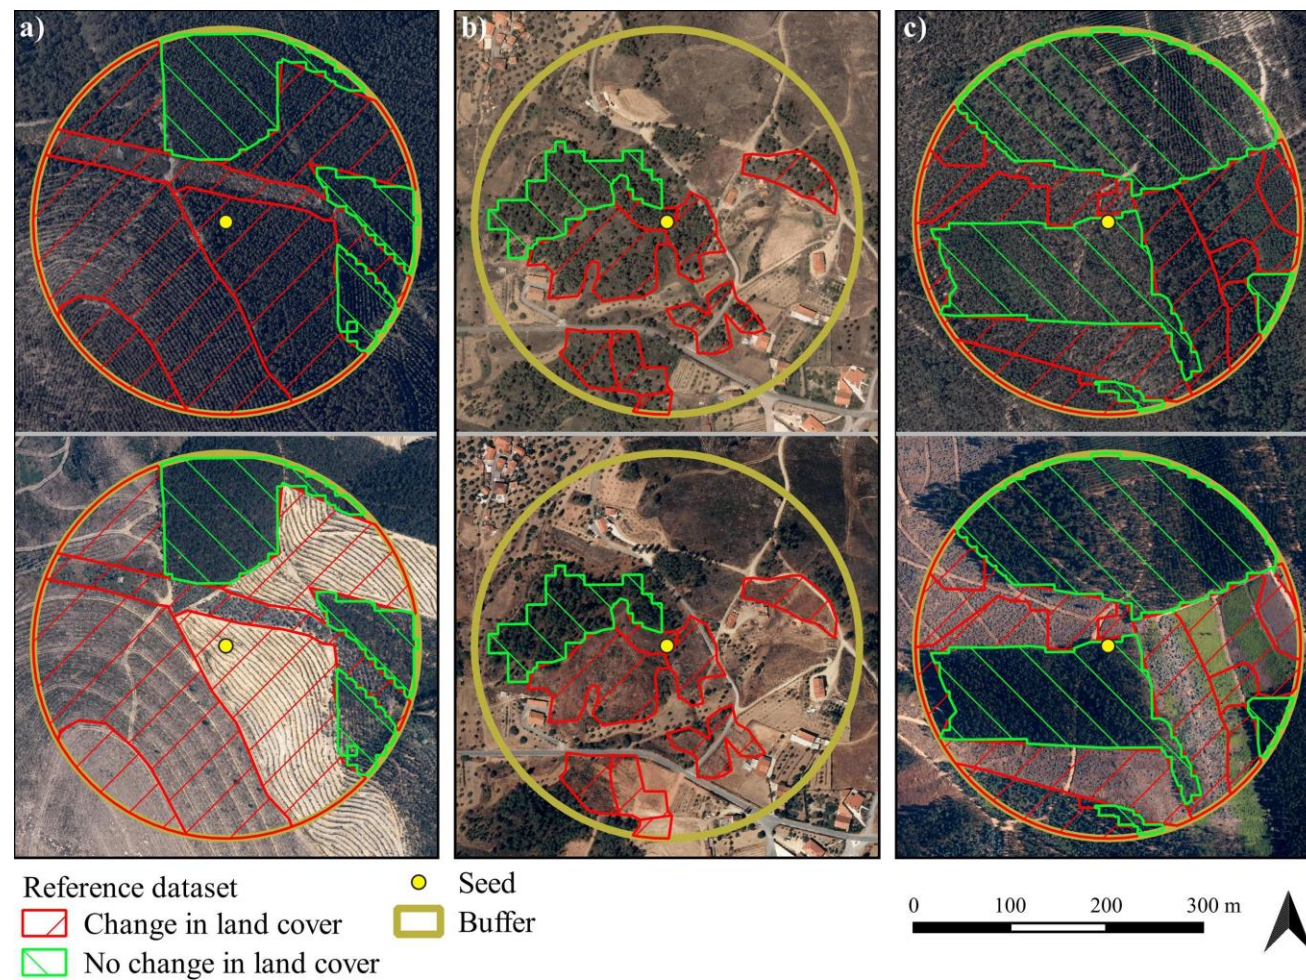 a)
b)
c)
Reference dataset
Change in land cover
No change in land cover
Seed
Buffer
0 100 200 300 m